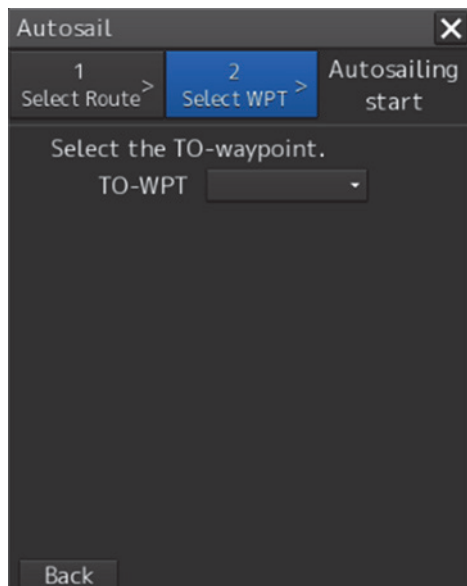 Autosail
1
Select Route >
2
Select WPT >
Autosailing
start
Select the TO-waypoint.
TO-WPT
Back